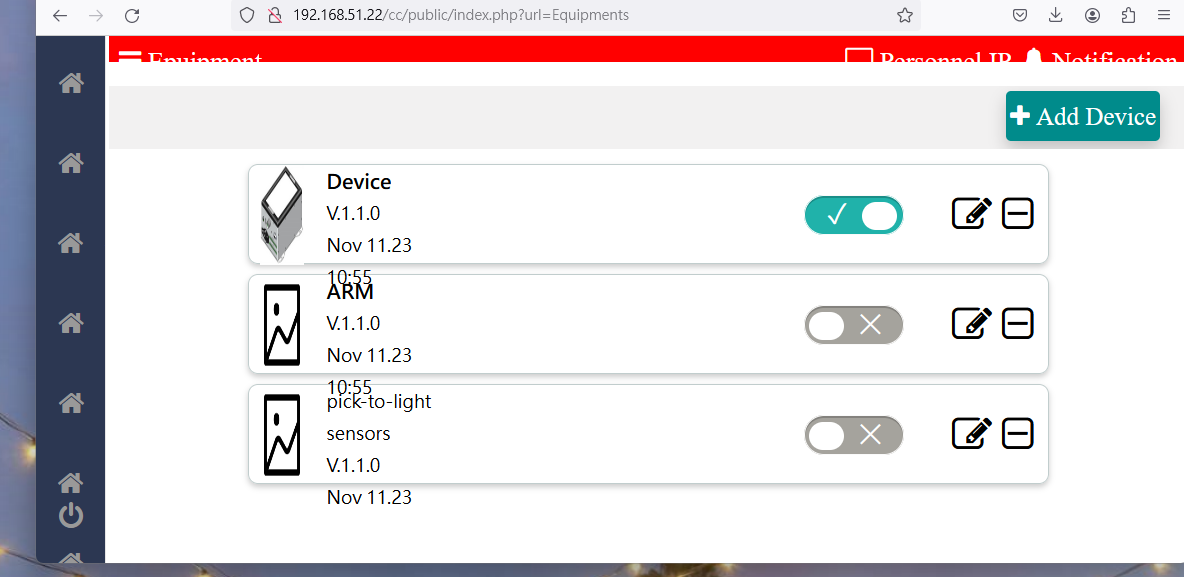 192.168.51.22/cc/public/index.php?url=Equipments
Equipment Personnel IR Notification
Add Device
Device
V.1.1.0
Nov 11.23
10:55
ARM
V.1.1.0
Nov 11.23
10:55
pick-to-light
sensors
V.1.1.0
Nov 11.23